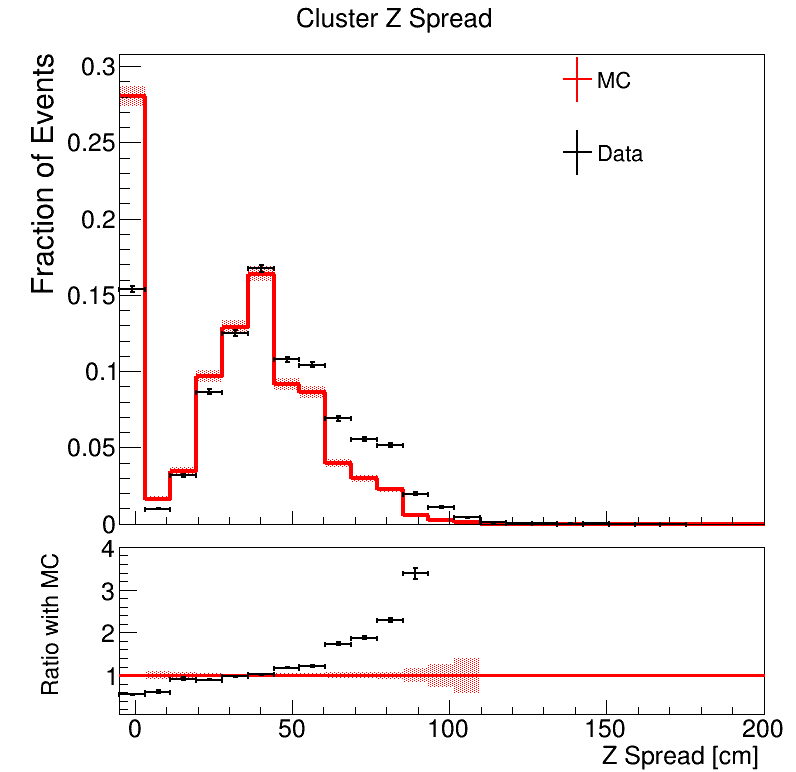 Cluster Z Spread
Fraction of Events
0.3
0.25
0.2
0.15
0.1
0.05
0
MC
Data
Ratio with MC
4
3
2
1
0
50
100
150
200
Z Spread [cm]